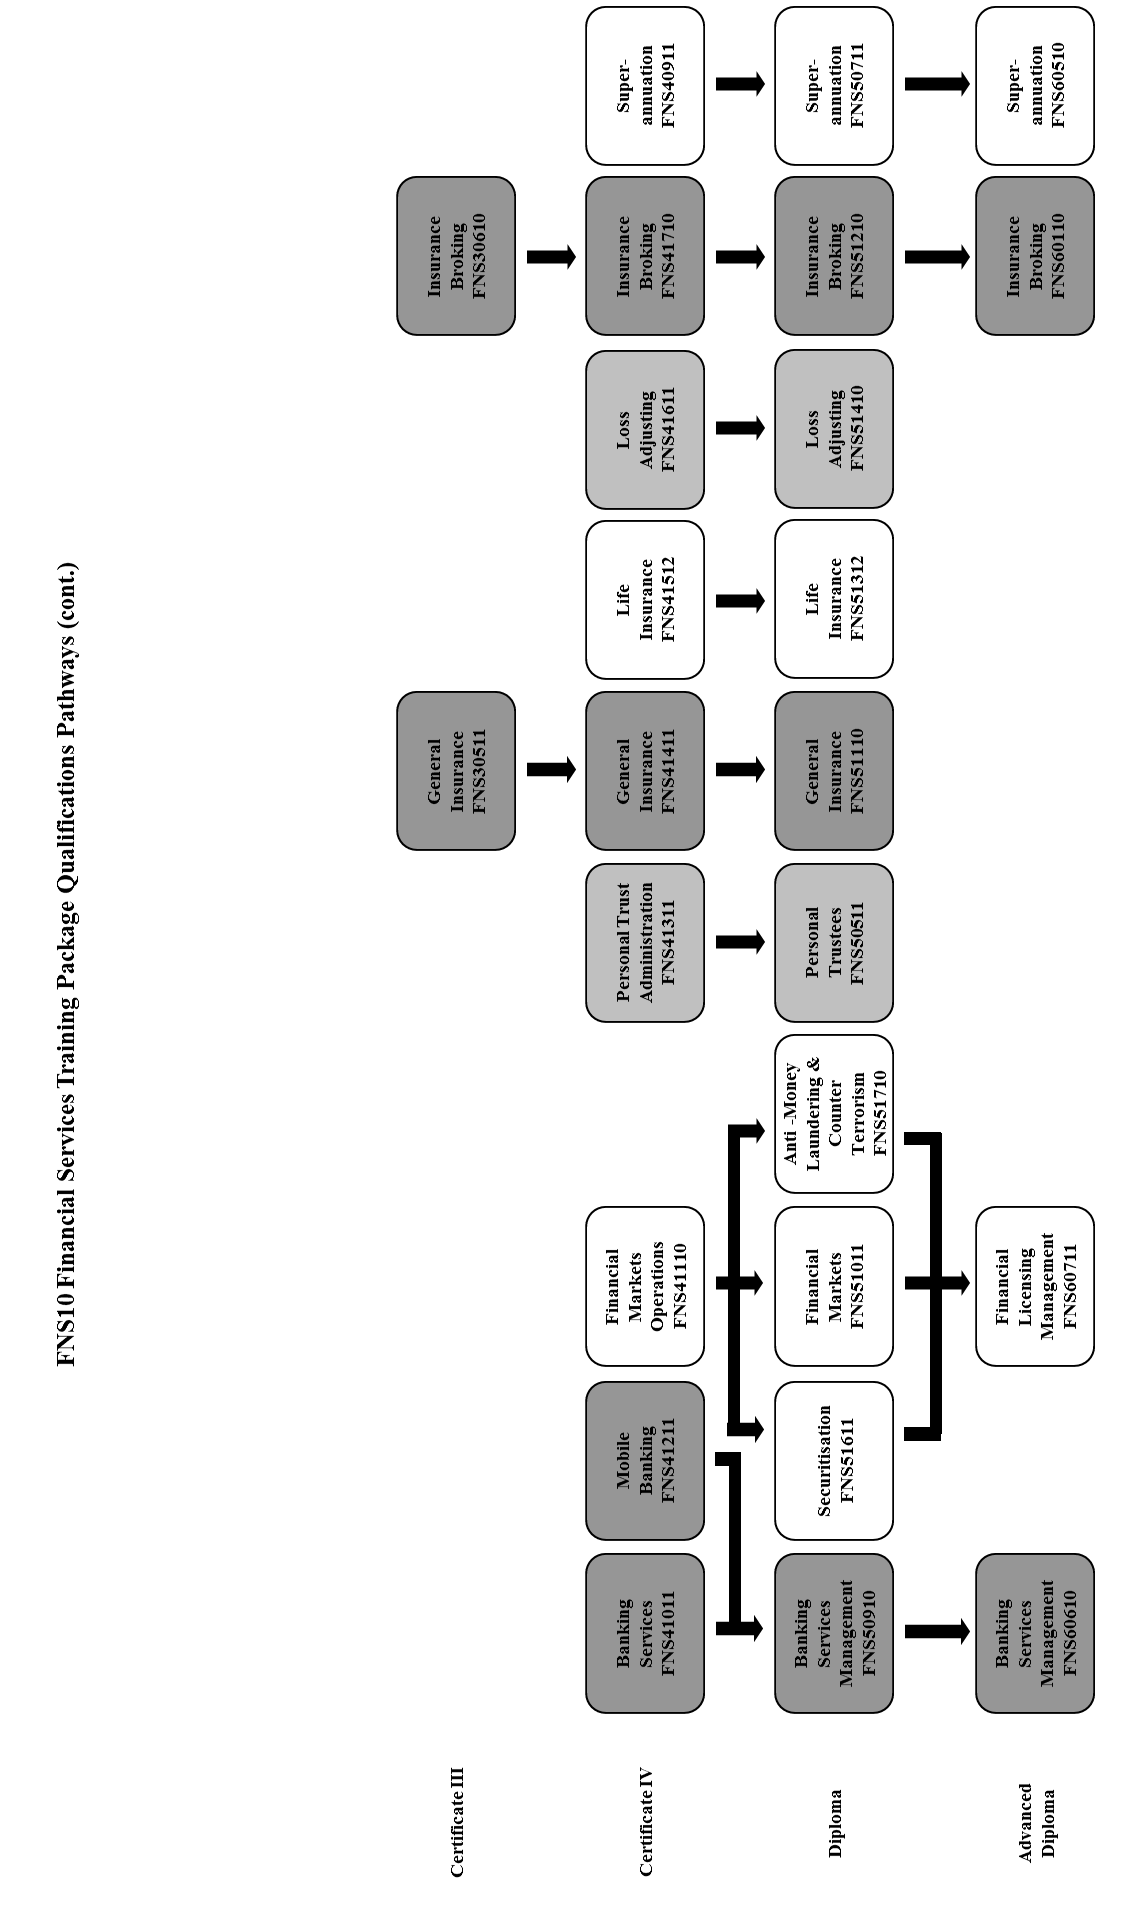 FNS10 Financial Services Training Package Qualifications Pathways (cont.)
Certificate III
General
Insurance
FNS30511
Insurance
Broking
FNS30610
Certificate IV
Banking
Services
FNS41011
Mobile
Banking
FNS41211
Financial
Markets
Operations
FNS41110
Personal Trust
Administration
FNS41311
General
Insurance
FNS41411
Life
Insurance
FNS41512
Loss
Adjusting
FNS41611
Insurance
Broking
FNS41710
Super-
annuation
FNS40911
Diploma
Banking
Services
Management
FNS50910
Securitisation
FNS51611
Financial
Markets
FNS51011
Anti -Money
Laundering &
Counter
Terrorism
FNS51710
Personal
Trustees
FNS50511
General
Insurance
FNS51110
Life
Insurance
FNS51312
Loss
Adjusting
FNS51410
Insurance
Broking
FNS51210
Super-
annuation
FNS50711
Advanced
Diploma
Banking
Services
Management
FNS60610
Financial
Licensing
Management
FNS60711
Insurance
Broking
FNS60110
Super-
annuation
FNS60510